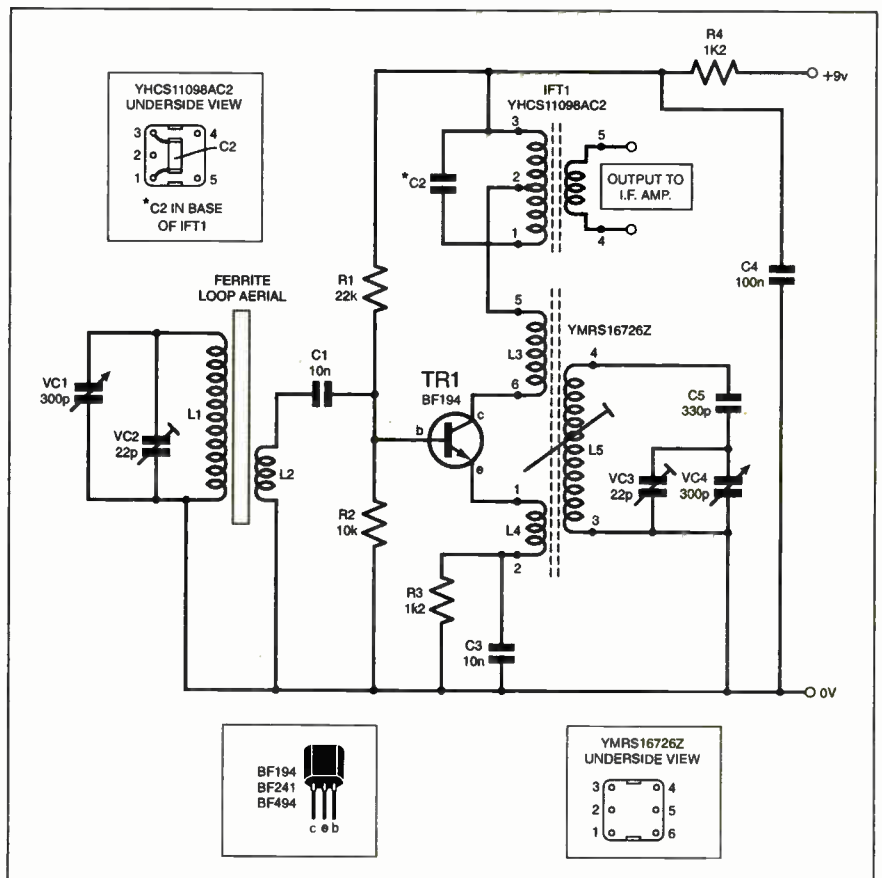 R4
1K2
+9v
YHCS11098AC2
UNDERSIDE VIEW
3
4
2
C2
1
5
*C2 IN BASE
OF IFT1
IFT1
YHCS11098AC2
3
5
*C2
2
OUTPUT TO
I.F. AMP.
1
4
R1
22k
C4
100n
FERRITE
LOOP AERIAL
5
YMRS16726Z
C1
10n
L3
4
VC1
300p
TR1
BF194
6
C5
330p
L1
c
VC2
22p
b
L5
L2
e
VC3
22p
VC4
300p
R2
10k
1
L4
3
2
R3
1k2
C3
10n
0V
BF194
BF241
BF494
c e b
YMRS16726Z
UNDERSIDE VIEW
3
4
2
5
1
6